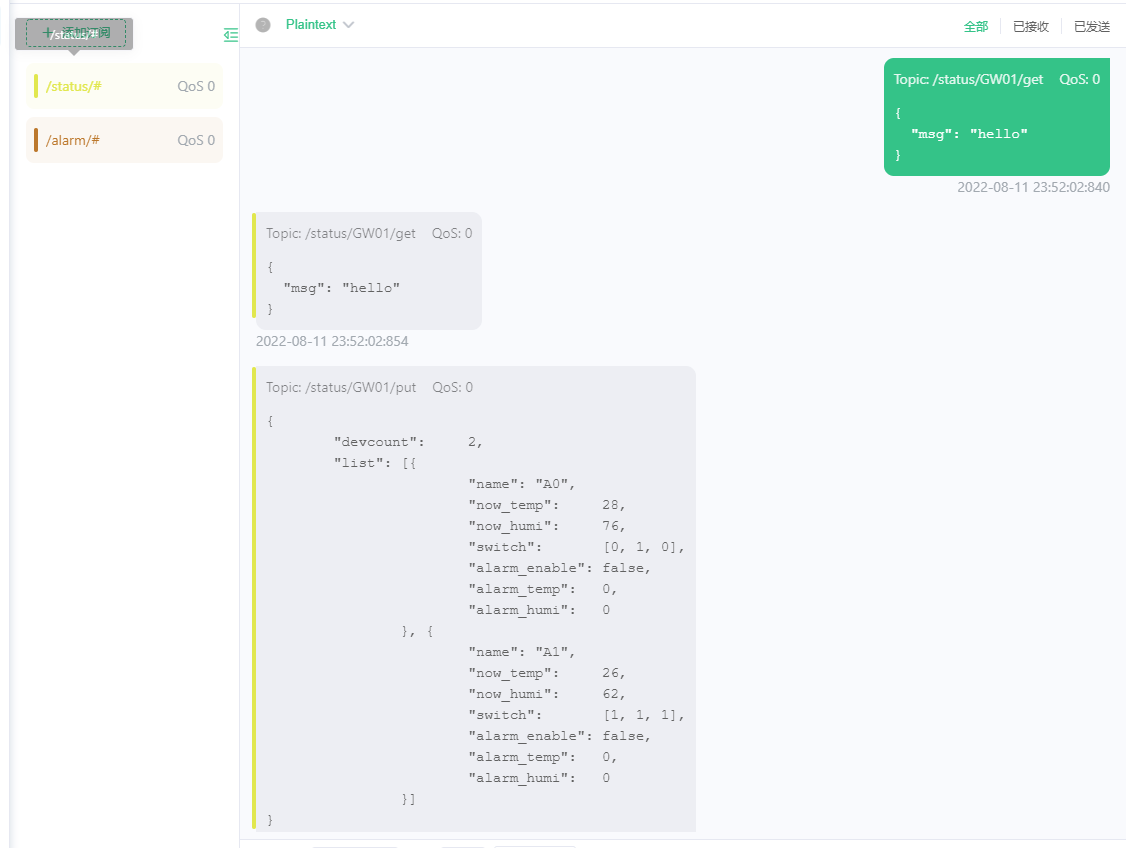 添加订阅
/status/#
Plaintext
全部
已接收
已发送
/status/#
QoS 0
/alarm/#
QoS 0
Topic: /status/GW01/get QoS: 0
{
"msg": "hello"
}
2022-08-11 23:52:02:840
Topic: /status/GW01/get QoS: 0
{
"msg": "hello"
}
2022-08-11 23:52:02:854
Topic: /status/GW01/put QoS: 0
{
"devcount": 2,
"list": [{
"name": "A0",
"now_temp": 28,
"now_humi": 76,
"switch": [0, 1, 0],
"alarm_enable": false,
"alarm_temp": 0,
"alarm_humi": 0
}, {
"name": "A1",
"now_temp": 26,
"now_humi": 62,
"switch": [1, 1, 1],
"alarm_enable": false,
"alarm_temp": 0,
"alarm_humi": 0
}]
}